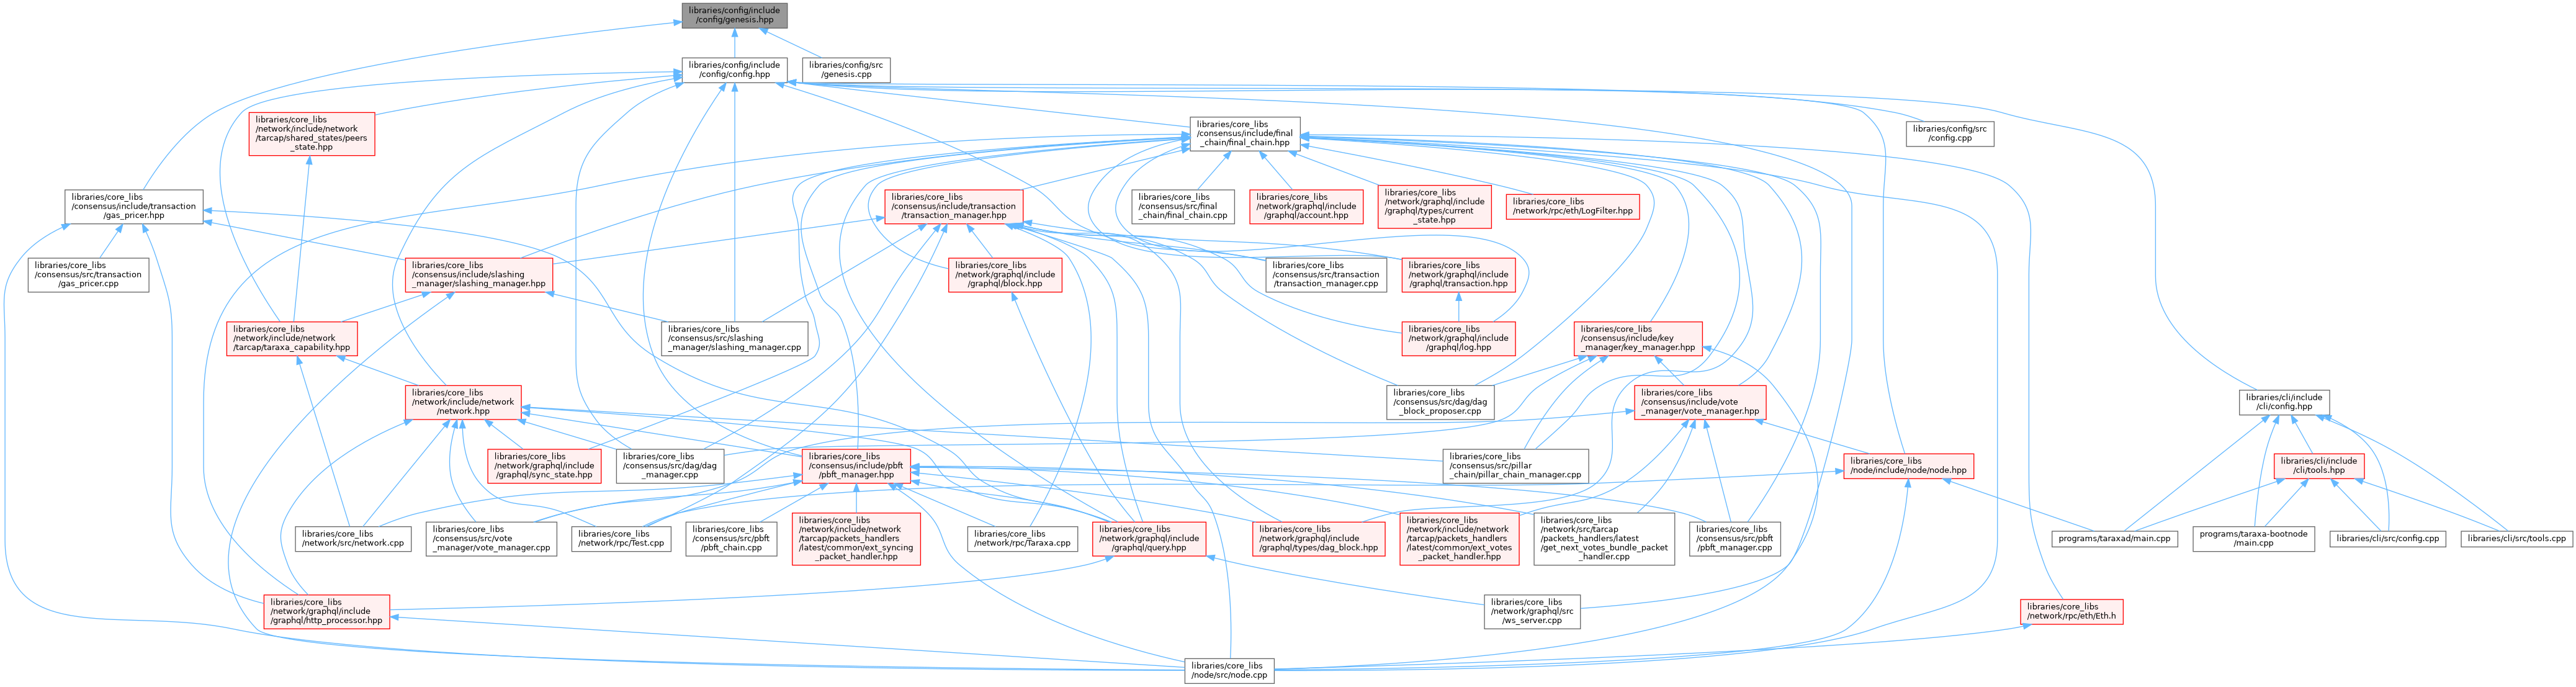 libraries/config/include
/config/genesis.hpp
libraries/config/include
/config/config.hpp
libraries/config/src
/genesis.cpp
libraries/core_libs
/network/include/network
/tarcap/shared_states/peers
_state.hpp
libraries/core_libs
/consensus/include/final
_chain/final_chain.hpp
libraries/config/src
/config.cpp
libraries/core_libs
/consensus/include/transaction
/gas_pricer.hpp
libraries/core_libs
/consensus/include/transaction
/transaction_manager.hpp
libraries/core_libs
/consensus/src/final
_chain/final_chain.cpp
libraries/core_libs
/network/graphql/include
/graphql/account.hpp
libraries/core_libs
/network/graphql/include
/graphql/types/current
_state.hpp
libraries/core_libs
/network/rpc/eth/LogFilter.hpp
libraries/core_libs
/consensus/src/transaction
/gas_pricer.cpp
libraries/core_libs
/consensus/include/slashing
_manager/slashing_manager.hpp
libraries/core_libs
/network/graphql/include
/graphql/block.hpp
libraries/core_libs
/consensus/src/transaction
/transaction_manager.cpp
libraries/core_libs
/network/graphql/include
/graphql/transaction.hpp
libraries/core_libs
/network/include/network
/tarcap/taraxa_capability.hpp
libraries/core_libs
/consensus/src/slashing
_manager/slashing_manager.cpp
libraries/core_libs
/network/graphql/include
/graphql/log.hpp
libraries/core_libs
/consensus/include/key
_manager/key_manager.hpp
libraries/core_libs
/network/include/network
/network.hpp
libraries/core_libs
/consensus/src/dag/dag
_block_proposer.cpp
libraries/core_libs
/consensus/include/vote
_manager/vote_manager.hpp
libraries/cli/include
/cli/config.hpp
libraries/core_libs
/network/graphql/include
/graphql/sync_state.hpp
libraries/core_libs
/consensus/src/dag/dag
_manager.cpp
libraries/core_libs
/consensus/include/pbft
/pbft_manager.hpp
libraries/core_libs
/consensus/src/pillar
_chain/pillar_chain_manager.cpp
libraries/core_libs
/node/include/node/node.hpp
libraries/cli/include
/cli/tools.hpp
libraries/core_libs
/network/src/network.cpp
libraries/core_libs
/consensus/src/vote
_manager/vote_manager.cpp
libraries/core_libs
/network/rpc/Test.cpp
libraries/core_libs
/consensus/src/pbft
/pbft_chain.cpp
libraries/core_libs
/network/include/network
/tarcap/packets_handlers
/latest/common/ext_syncing
_packet_handler.hpp
libraries/core_libs
/network/rpc/Taraxa.cpp
libraries/core_libs
/network/graphql/include
/graphql/query.hpp
libraries/core_libs
/network/graphql/include
/graphql/types/dag_block.hpp
libraries/core_libs
/network/include/network
/tarcap/packets_handlers
/latest/common/ext_votes
_packet_handler.hpp
libraries/core_libs
/network/src/tarcap
/packets_handlers/latest
/get_next_votes_bundle_packet
_handler.cpp
libraries/core_libs
/consensus/src/pbft
/pbft_manager.cpp
programs/taraxad/main.cpp
programs/taraxa-bootnode
/main.cpp
libraries/cli/src/config.cpp
libraries/cli/src/tools.cpp
libraries/core_libs
/network/graphql/include
/graphql/http_processor.hpp
libraries/core_libs
/network/graphql/src
/ws_server.cpp
libraries/core_libs
/network/rpc/eth/Eth.h
libraries/core_libs
/node/src/node.cpp